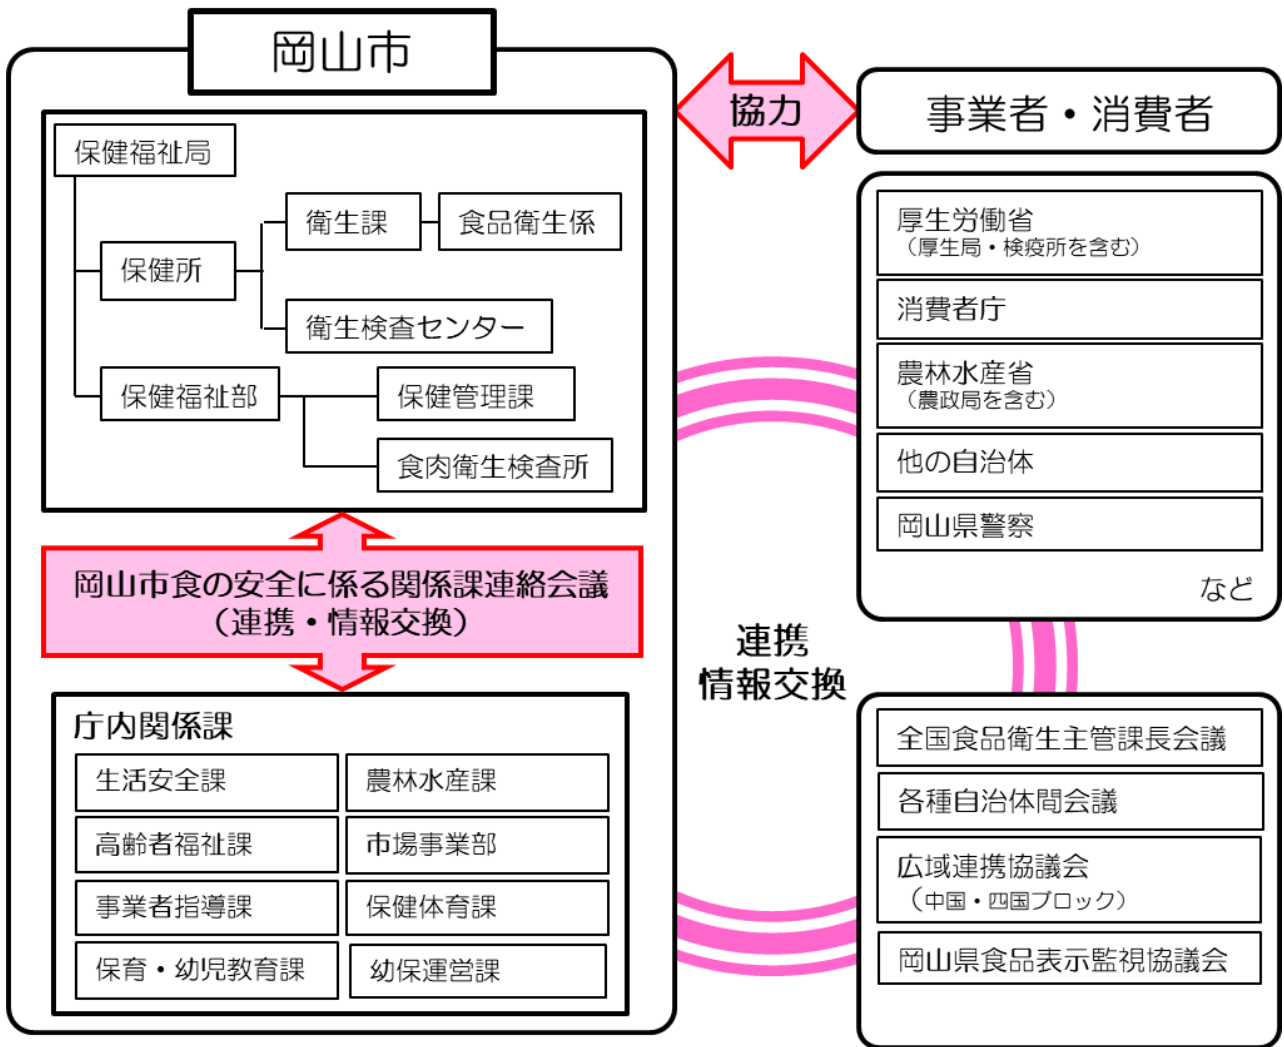 岡山市
保健福祉局
保健所
衛生課
食品衛生係
衛生検査センター
保健福祉部
保健管理課
食肉衛生検査所
岡山市食の安全に係る関係課連絡会議
（連携・情報交換）
庁内関係課
生活安全課
農林水産課
高齢者福祉課
市場事業部
事業者指導課
保健体育課
保育・幼児教育課
幼保運営課
協力
事業者・消費者
厚生労働省
（厚生局・検疫所を含む）
消費者庁
農林水産省
（農政局を含む）
他の自治体
岡山県警察
など
連携
情報交換
全国食品衛生主管課長会議
各種自治体間会議
広域連携協議会
（中国・四国ブロック）
岡山県食品表示監視協議会